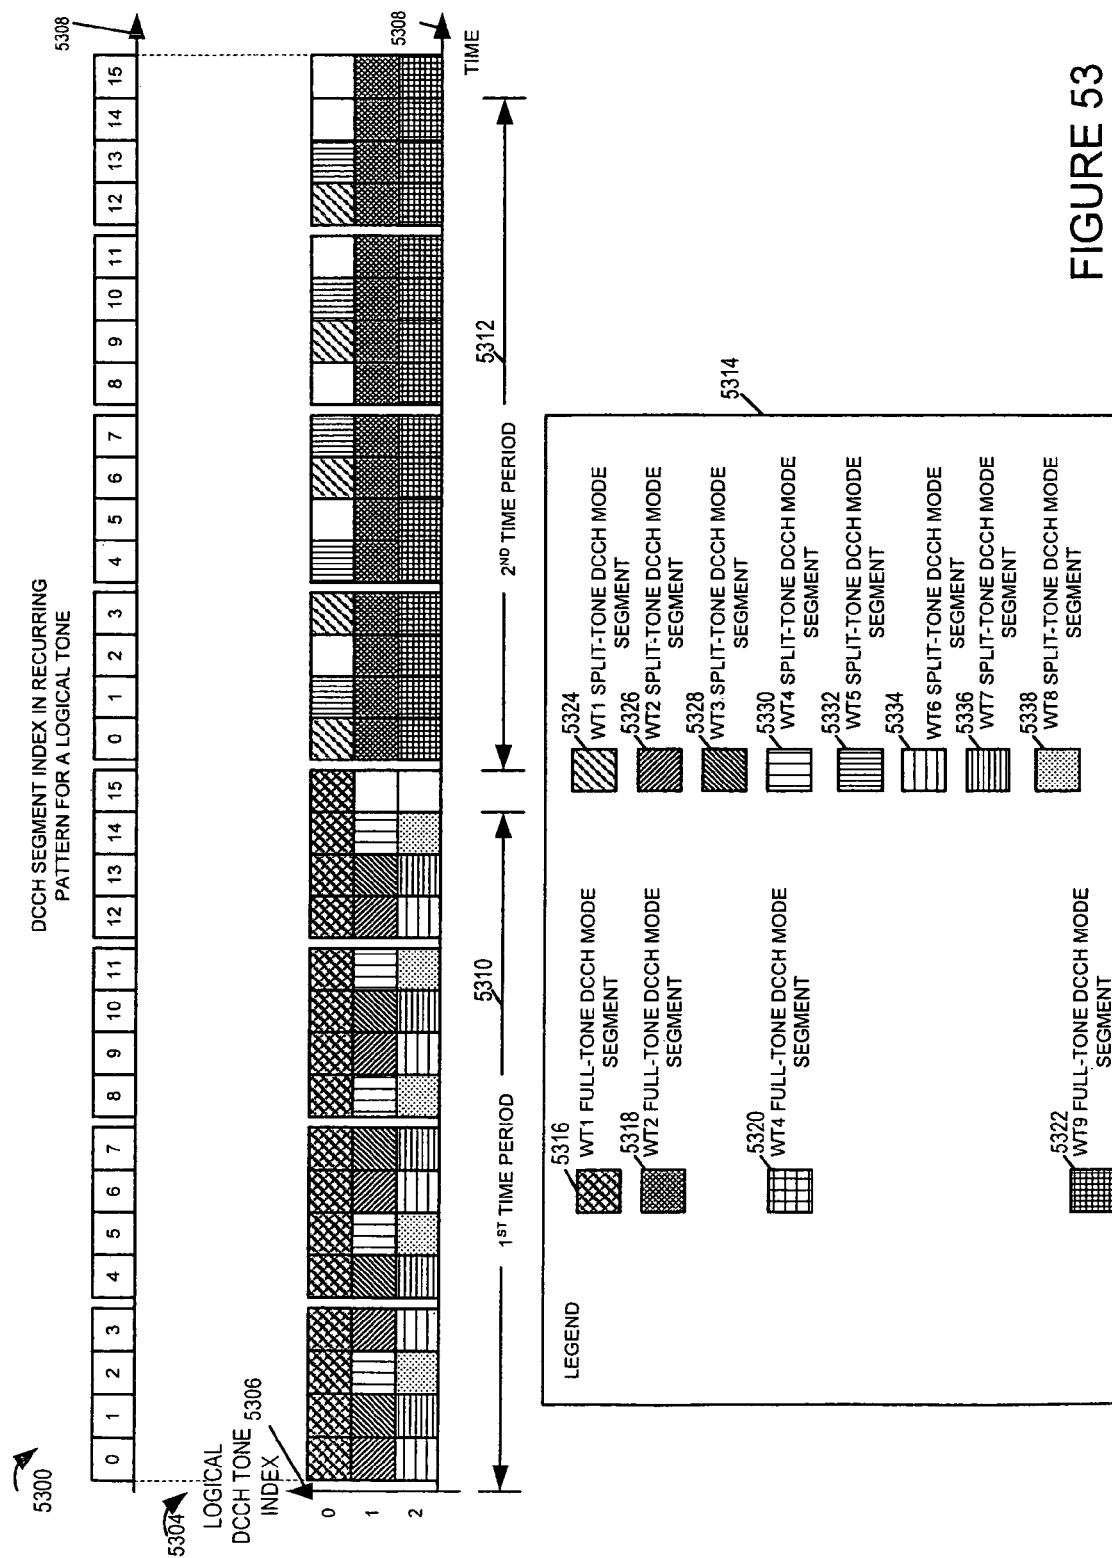 5300
DCCH SEGMENT INDEX IN RECURRING
PATTERN FOR A LOGICAL TONE
0 1 2 3 4 5 6 7 8 9 10 11 12 13 14 15 0 1 2 3 4 5 6 7 8 9 10 11 12 13 14 15
5308
5304
LOGICAL
DCCH TONE
INDEX
5306
0
1
2
5308
TIME
1ST TIME PERIOD
5310
2ND TIME PERIOD
5312
5314
LEGEND
5316
WT1 FULL-TONE DCCH MODE
SEGMENT
5318
WT2 FULL-TONE DCCH MODE
SEGMENT
5320
WT4 FULL-TONE DCCH MODE
SEGMENT
5322
WT9 FULL-TONE DCCH MODE
SEGMENT
5324
WT1 SPLIT-TONE DCCH MODE
SEGMENT
5326
WT2 SPLIT-TONE DCCH MODE
SEGMENT
5328
WT3 SPLIT-TONE DCCH MODE
SEGMENT
5330
WT4 SPLIT-TONE DCCH MODE
SEGMENT
5332
WT5 SPLIT-TONE DCCH MODE
SEGMENT
5334
WT6 SPLIT-TONE DCCH MODE
SEGMENT
5336
WT7 SPLIT-TONE DCCH MODE
SEGMENT
5338
WT8 SPLIT-TONE DCCH MODE
SEGMENT
FIGURE 53